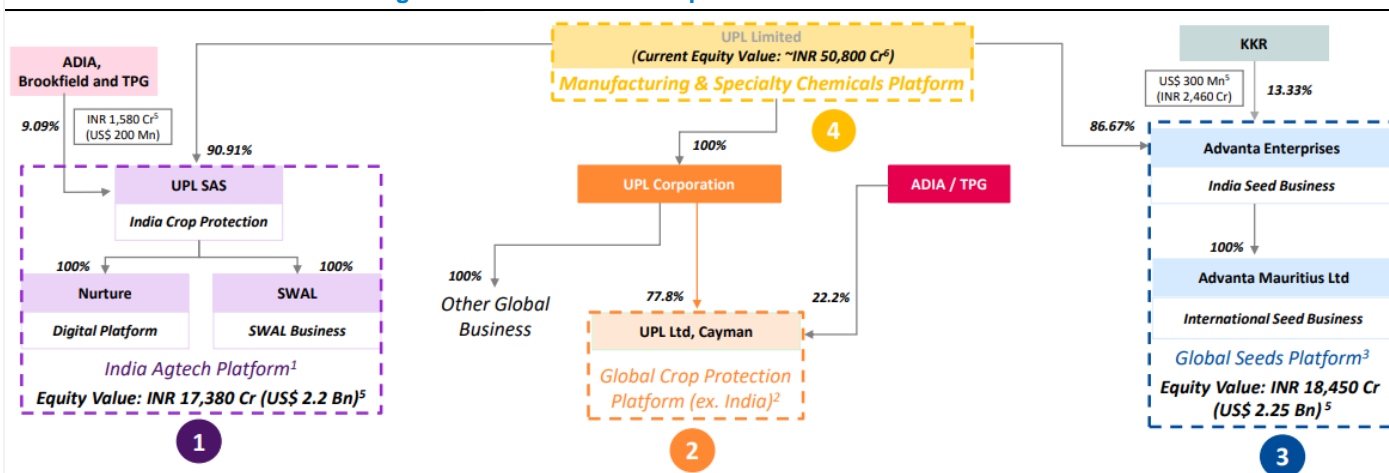 UPL Limited
(Current Equity Value: ~INR 50,800 Cr⁶)
Manufacturing & Specialty Chemicals Platform
4
ADIA,
Brookfield and TPG
9.09%
INR 1,580 Cr⁵
(US$ 200 Mn)
90.91%
KKR
US$ 300 Mn⁵
(INR 2,460 Cr)
13.33%
86.67%
100%
UPL SAS
India Crop Protection
100%
100%
Nurture
Digital Platform
SWAL
SWAL Business
India Agtech Platform¹
Equity Value: INR 17,380 Cr (US$ 2.2 Bn)⁵
1
UPL Corporation
ADIA / TPG
100%
Other Global
Business
77.8%
22.2%
UPL Ltd, Cayman
Global Crop Protection
Platform (ex. India)²
2
Advanta Enterprises
India Seed Business
100%
Advanta Mauritius Ltd
International Seed Business
Global Seeds Platform³
Equity Value: INR 18,450 Cr
(US$ 2.25 Bn) ⁵
3